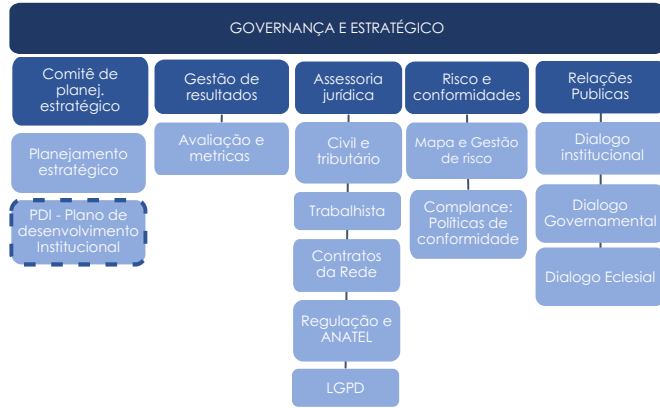 GOVERNANÇA E ESTRATÉGICO
Comitê de
planej.
estratégico
Planejamento
estratégico
PDI - Plano de
desenvolvimento
Institucional
Gestão de
resultados
Avaliação e
metricas
Assessoria
jurídica
Civil e
tributário
Trabalhista
Contratos
da Rede
Regulação e
ANATEL
LGPD
Risco e
conformidades
Mapa e Gestão
de risco
Complance:
Políticas de
conformidade
Relações
Publicas
Dialogo
institucional
Dialogo
Governamental
Dialogo Eclesial